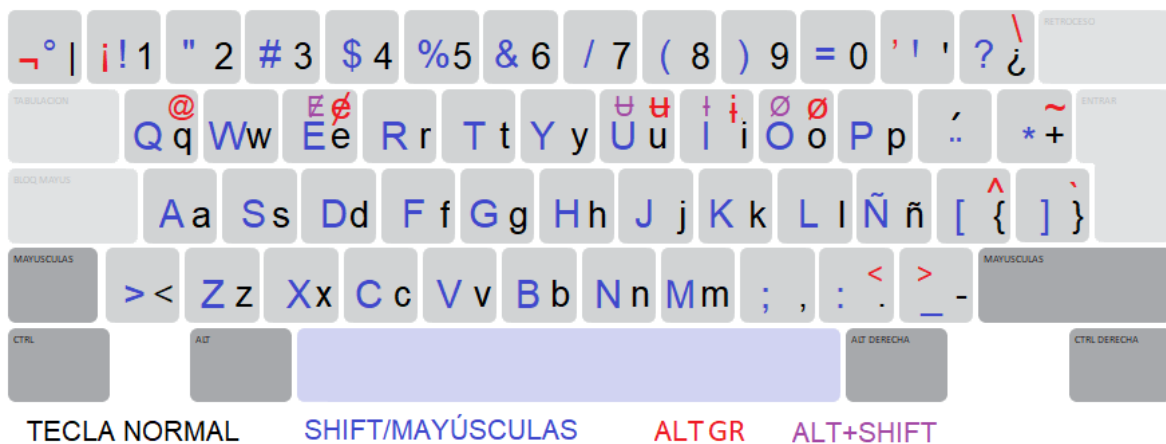 ¬ ° | ¡ ! 1 " 2 # 3 $ 4 % 5 & 6 / 7 ( 8 ) 9 = 0 ' ! ' ? \ ¿ RETROCESO
TABULACION Q @ q W w Ɇ E ɇ e R r T t Y y Ʉ U ʉ u Ɨ I ɨ i Ø O ø o P p ´ ¨ * ~ + ENTRAR
BLOQ MAYUS A a S s D d F f G g H h J j K k L l Ñ ñ [ ^ { ] ` }
MAYUSCULAS > < Z z X x C c V v B b N n M m ; , : < . > _ - MAYUSCULAS
CTRL ALT ALT DERECHA CTRL DERECHA
TECLA NORMAL SHIFT/MAYÚSCULAS ALT GR ALT+SHIFT